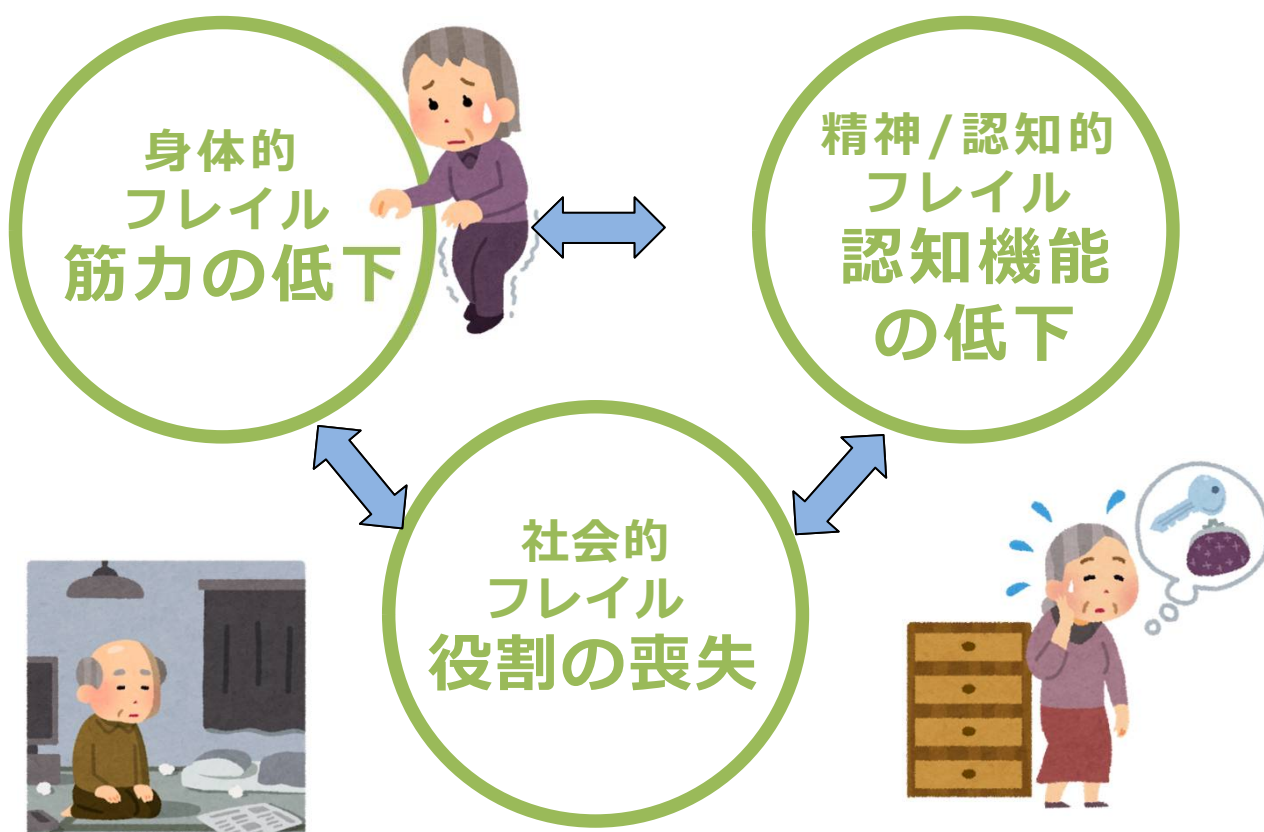 身体的
フレイル
筋力の低下
精神/認知的
フレイル
認知機能
の低下
社会的
フレイル
役割の喪失